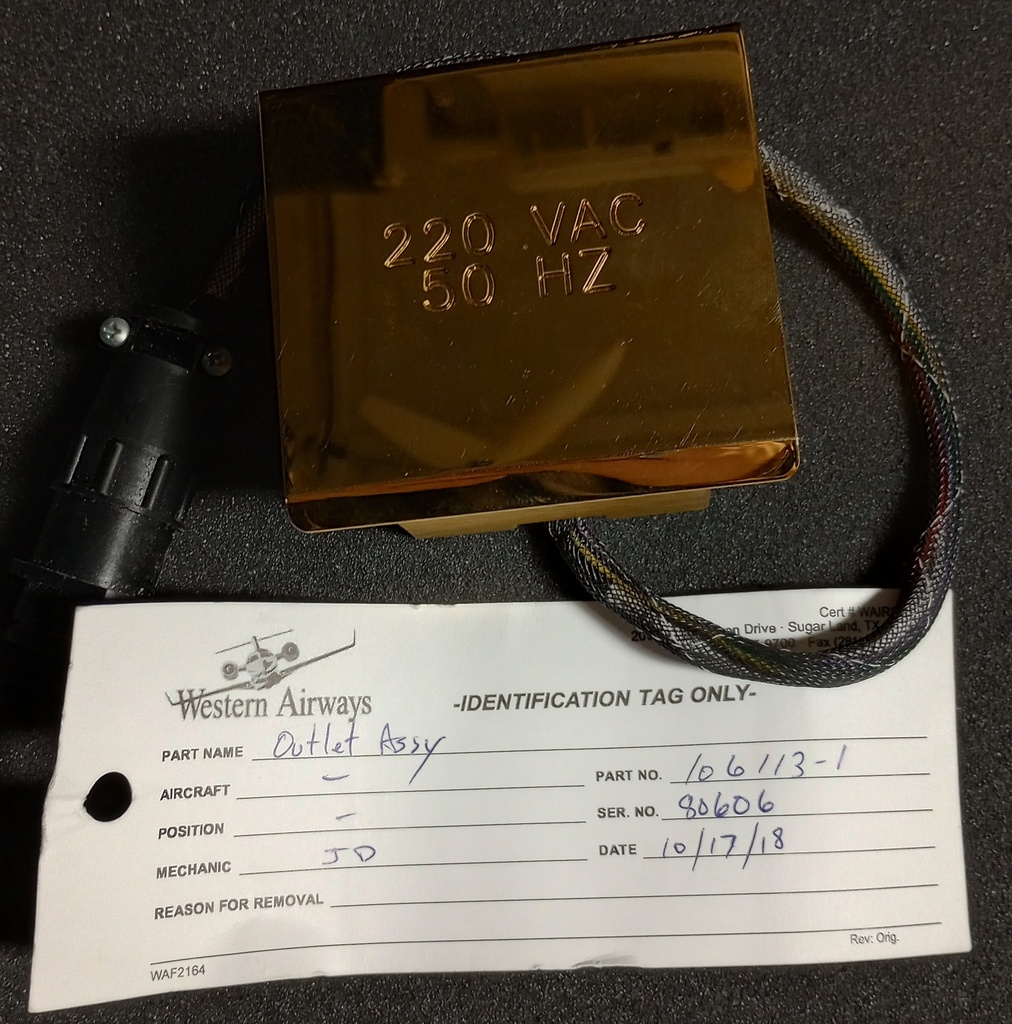 220 VAC
50 HZ
Cert #
Drive · Sugar Land, TX
9700 · Fax
Western Airways
-IDENTIFICATION TAG ONLY-
PART NAME Outlet Assy
AIRCRAFT -
PART NO. 106113-1
POSITION -
SER. NO. 80606
MECHANIC JD
DATE 10/17/18
REASON FOR REMOVAL
Rev: Orig.
WAF2164